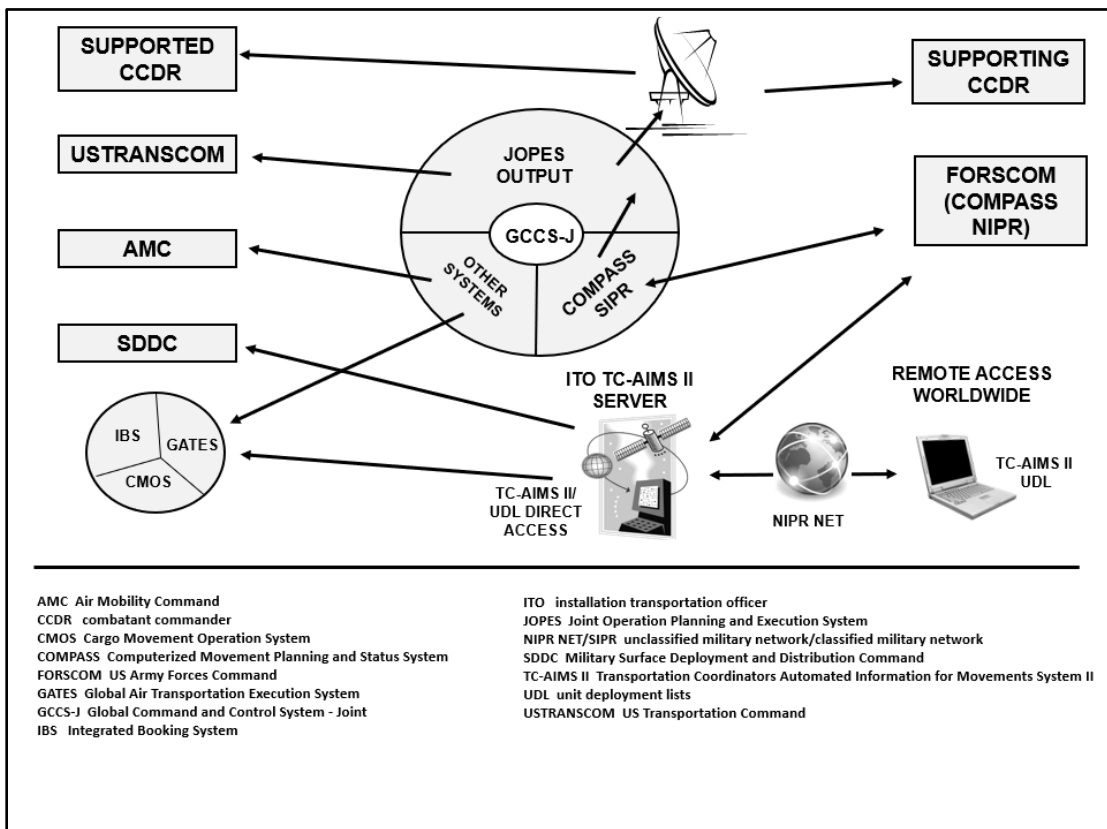 SUPPORTED
CCDR
SUPPORTING
CCDR
USTRANSCOM
JOPES
OUTPUT
FORSCOM
(COMPASS
NIPR)
GCCS-J
AMC
OTHER
SYSTEMS
COMPASS
SIPR
SDDC
ITO TC-AIMS II
SERVER
REMOTE ACCESS
WORLDWIDE
IBS
GATES
CMOS
TC-AIMS II/
UDL DIRECT
ACCESS
NIPR NET
TC-AIMS II
UDL
AMC Air Mobility Command
CCDR combatant commander
CMOS Cargo Movement Operation System
COMPASS Computerized Movement Planning and Status System
FORSCOM US Army Forces Command
GATES Global Air Transportation Execution System
GCCS-J Global Command and Control System - Joint
IBS Integrated Booking System
ITO installation transportation officer
JOPES Joint Operation Planning and Execution System
NIPR NET/SIPR unclassified military network/classified military network
SDDC Military Surface Deployment and Distribution Command
TC-AIMS II Transportation Coordinators Automated Information for Movements System II
UDL unit deployment lists
USTRANSCOM US Transportation Command